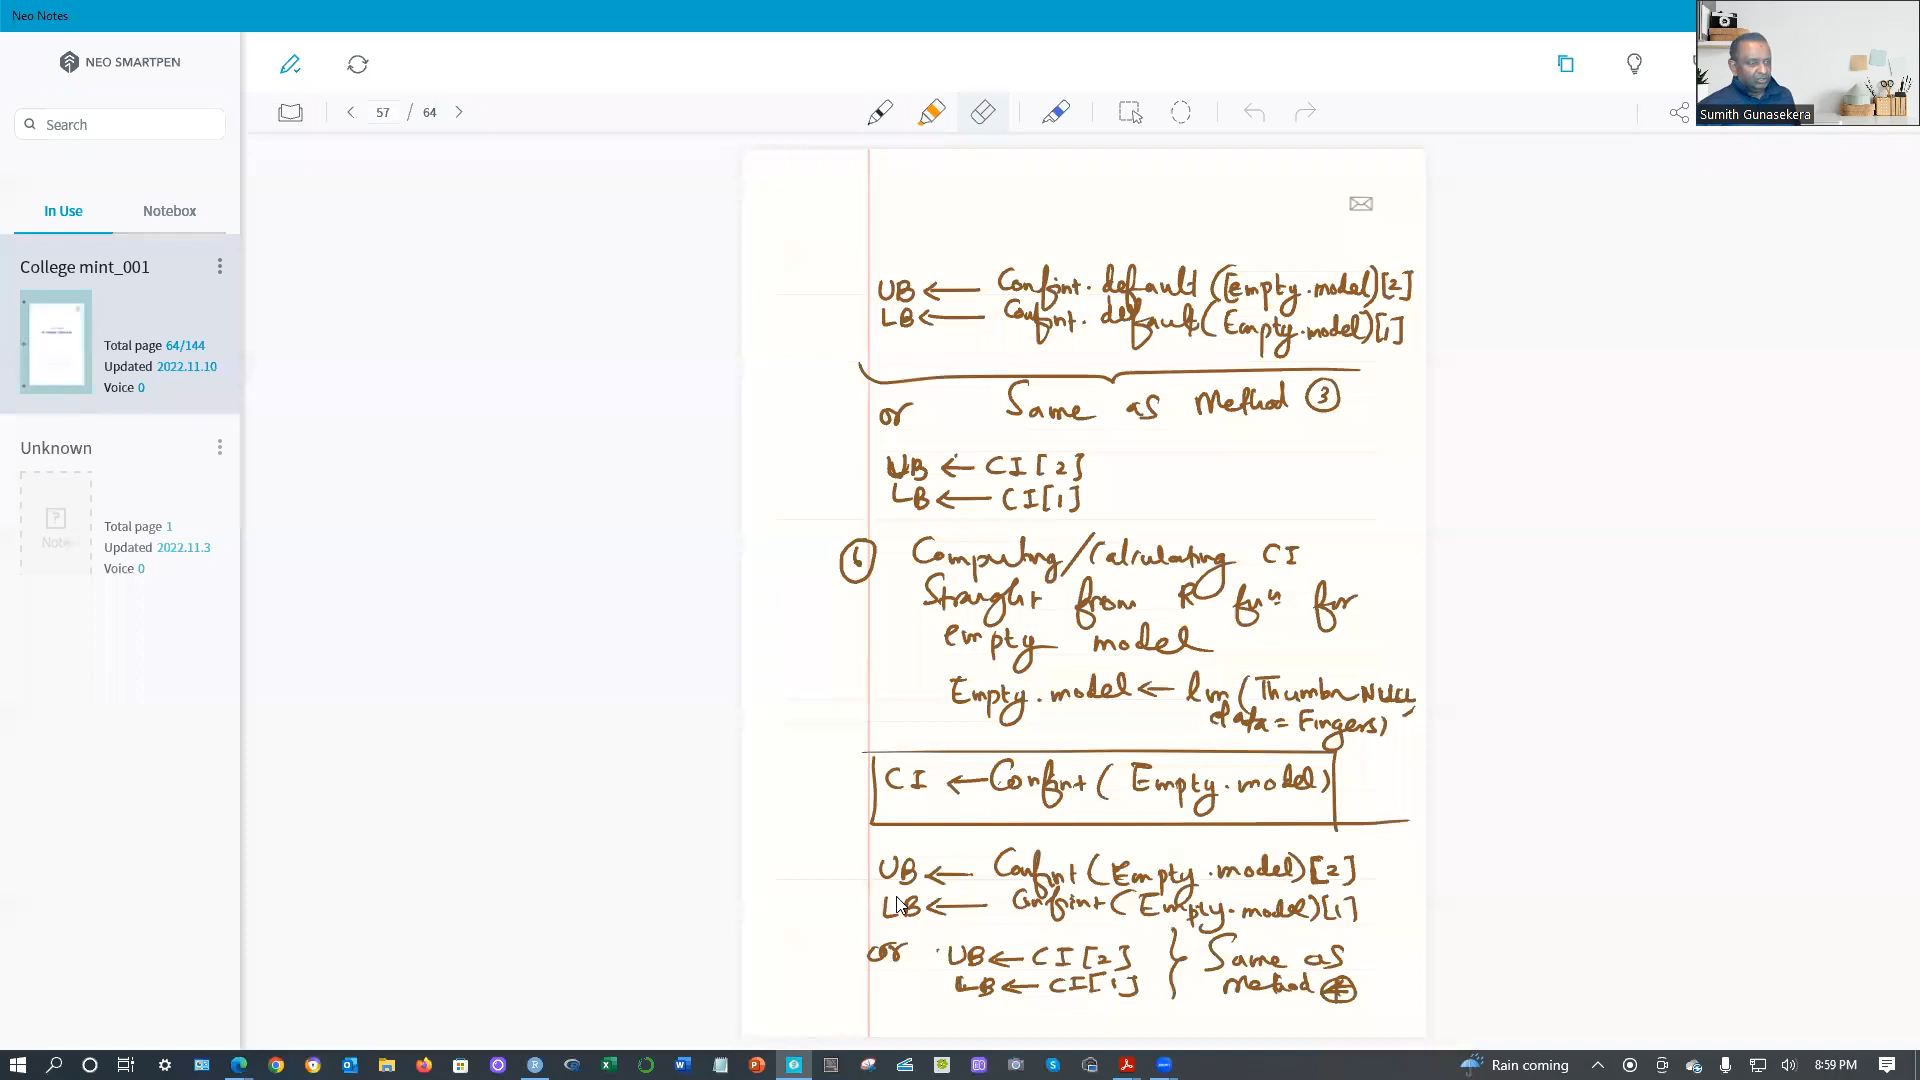 Neo Notes
NEO SMARTPEN
Search
57 / 64
Sumith Gunasekera
In Use Notebox
College mint_001
Total page 64/144
Updated 2022.11.10
Voice 0
Unknown
Total page 1
Updated 2022.11.3
Voice 0
UB ← Confint.default (Empty.model)[2]
LB ← Confint.default(Empty.model)[1]
or Same as Method ③
UB ← CI[2]
LB ← CI[1]
⑥ Computing/Calculating CI
Straight from R fun for
empty model
Empty.model ← lm(Thumb~NULL,
data = Fingers)
CI ← Confint(Empty.model)
UB ← Confint(Empty.model)[2]
LB ← Confint(Empty.model)[1]
or UB ← CI[2] } Same as
LB ← CI[1] Method
Rain coming
8:59 PM